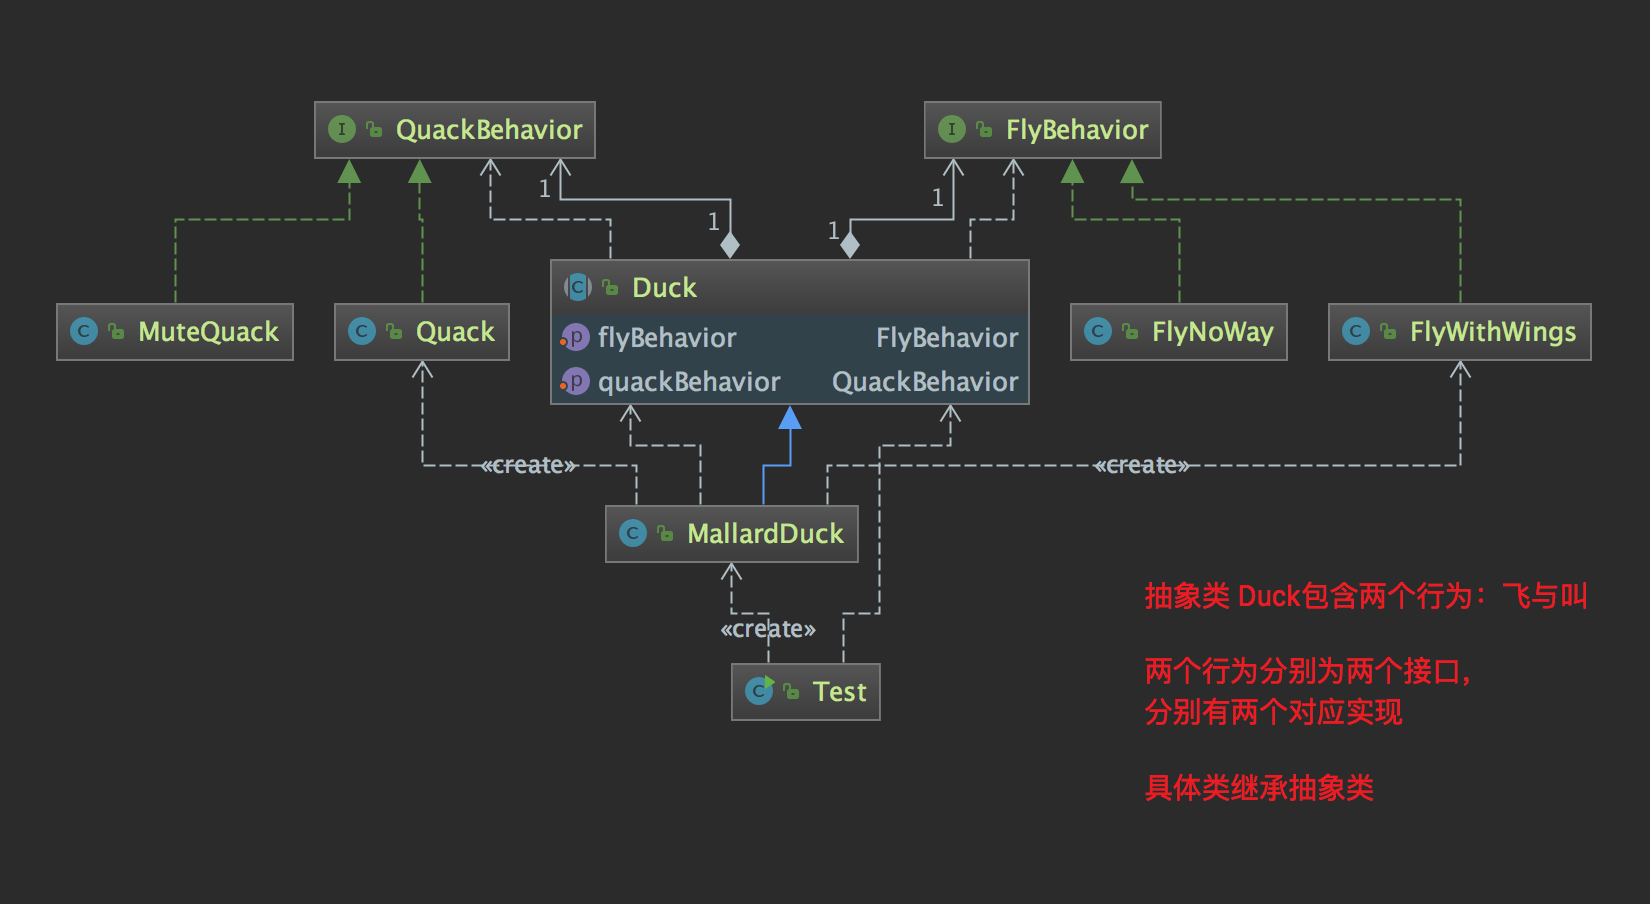 QuackBehavior
FlyBehavior
1
1
1
1
MuteQuack
Quack
Duck
flyBehavior FlyBehavior
quackBehavior QuackBehavior
FlyNoWay
FlyWithWings
«create»
«create»
MallardDuck
«create»
Test
抽象类 Duck包含两个行为：飞与叫
两个行为分别为两个接口，
分别有两个对应实现
具体类继承抽象类